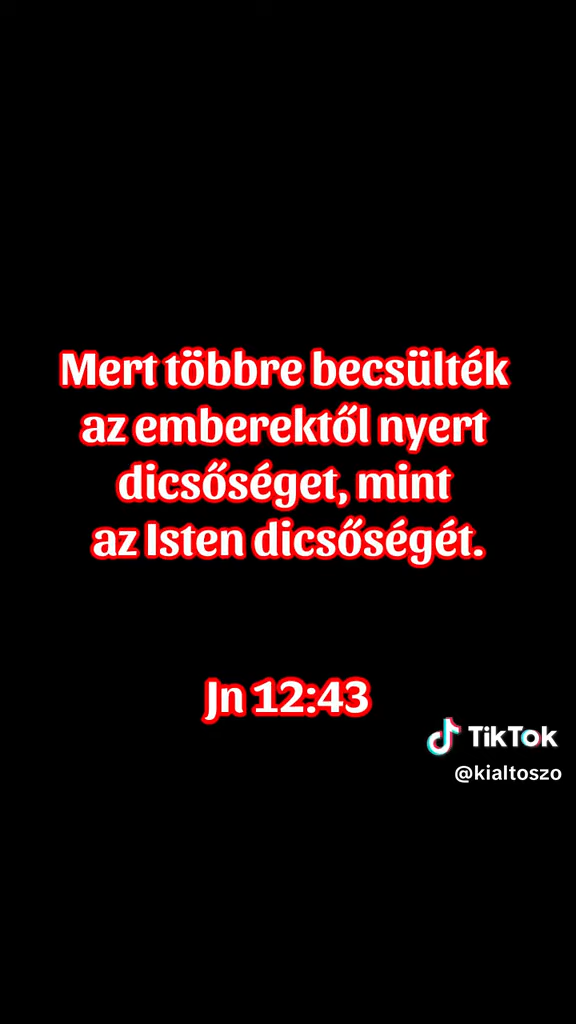 Mert többre becsülték
az emberektől nyert
dicsőséget, mint
az Isten dicsőségét.
Jn 12:43
TikTok
@kialtoszo